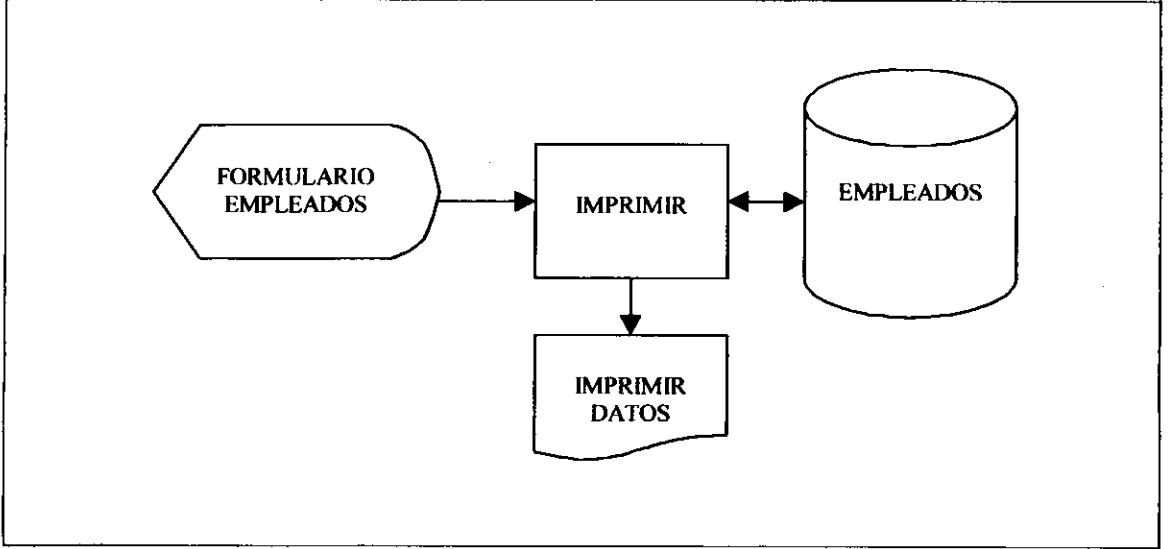 FORMULARIO
EMPLEADOS
IMPRIMIR
EMPLEADOS
IMPRIMIR
DATOS